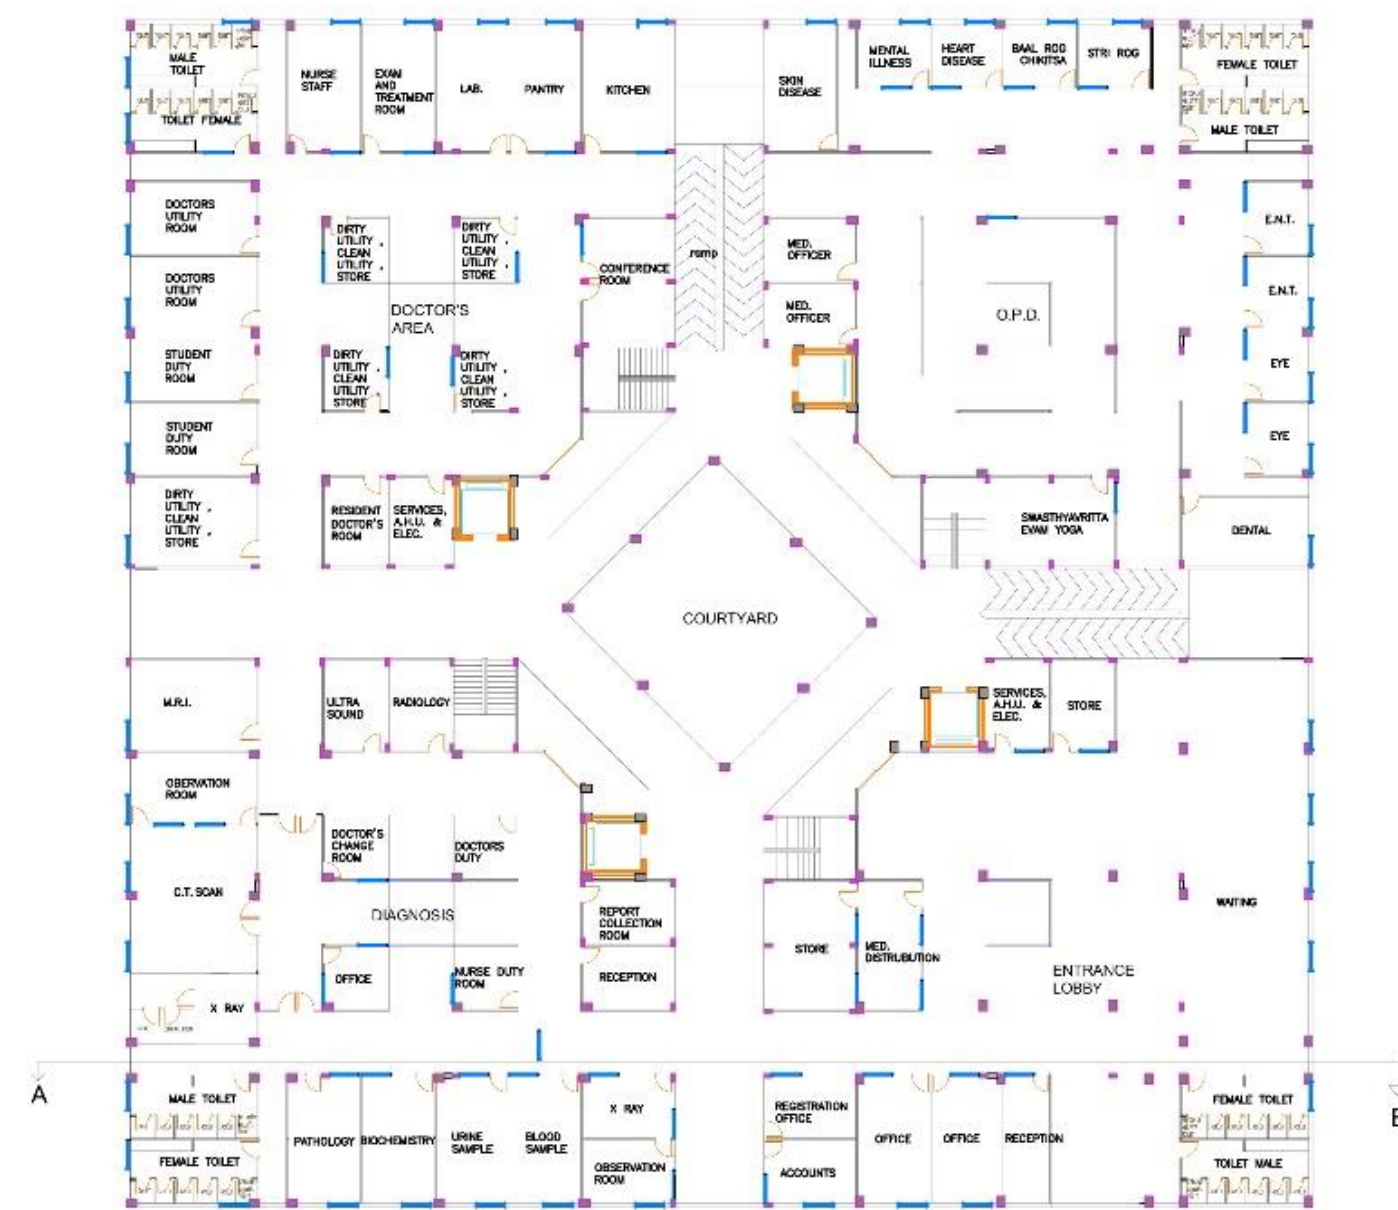 MALE
TOILET
TOILET FEMALE
NURSE
STAFF
EXAM
AND
TREATMENT
ROOM
LAB.
PANTRY
KITCHEN
SKIN
DISEASE
MENTAL
ILLNESS
HEART
DISEASE
BAAL ROG
CHIKITSA
STRI ROG
FEMALE TOILET
MALE TOILET
DOCTORS
UTILITY
ROOM
DIRTY
UTILITY ,
CLEAN
UTILITY ,
STORE
DIRTY
UTILITY ,
CLEAN
UTILITY ,
STORE
CONFERENCE
ROOM
ramp
MED.
OFFICER
E.N.T.
DOCTORS
UTILITY
ROOM
DOCTOR'S
AREA
MED.
OFFICER
O.P.D.
E.N.T.
STUDENT
DUTY
ROOM
DIRTY
UTILITY ,
CLEAN
UTILITY ,
STORE
DIRTY
UTILITY ,
CLEAN
UTILITY ,
STORE
EYE
STUDENT
DUTY
ROOM
EYE
DIRTY
UTILITY ,
CLEAN
UTILITY ,
STORE
RESIDENT
DOCTOR'S
ROOM
SERVICES,
A.H.U. &
ELEC.
SWASTHYAVRITTA
EVAM YOGA
DENTAL
COURTYARD
M.R.I.
ULTRA
SOUND
RADIOLOGY
SERVICES,
A.H.U. &
ELEC.
STORE
OBERVATION
ROOM
DOCTOR'S
CHANGE
ROOM
DOCTORS
DUTY
C.T. SCAN
DIAGNOSIS
REPORT
COLLECTION
ROOM
WAITING
OFFICE
NURSE DUTY
ROOM
RECEPTION
STORE
MED.
DISTRUBUTION
ENTRANCE
LOBBY
X RAY
A
MALE TOILET
FEMALE TOILET
PATHOLOGY
BIOCHEMISTRY
URINE
SAMPLE
BLOOD
SAMPLE
X RAY
OBSERVATION
ROOM
REGISTRATION
OFFICE
ACCOUNTS
OFFICE
OFFICE
RECEPTION
FEMALE TOILET
TOILET MALE